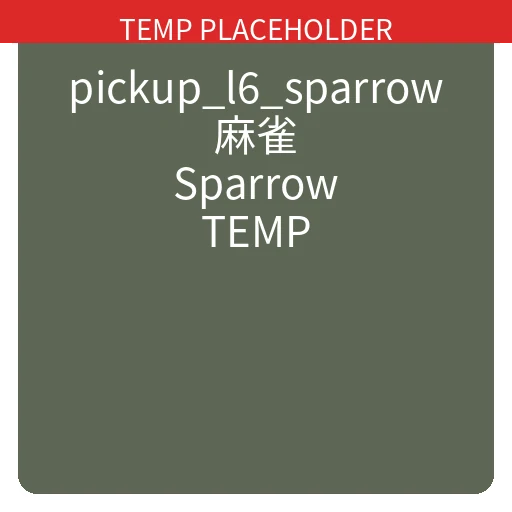 TEMP PLACEHOLDER
pickup_l6_sparrow
麻雀
Sparrow
TEMP